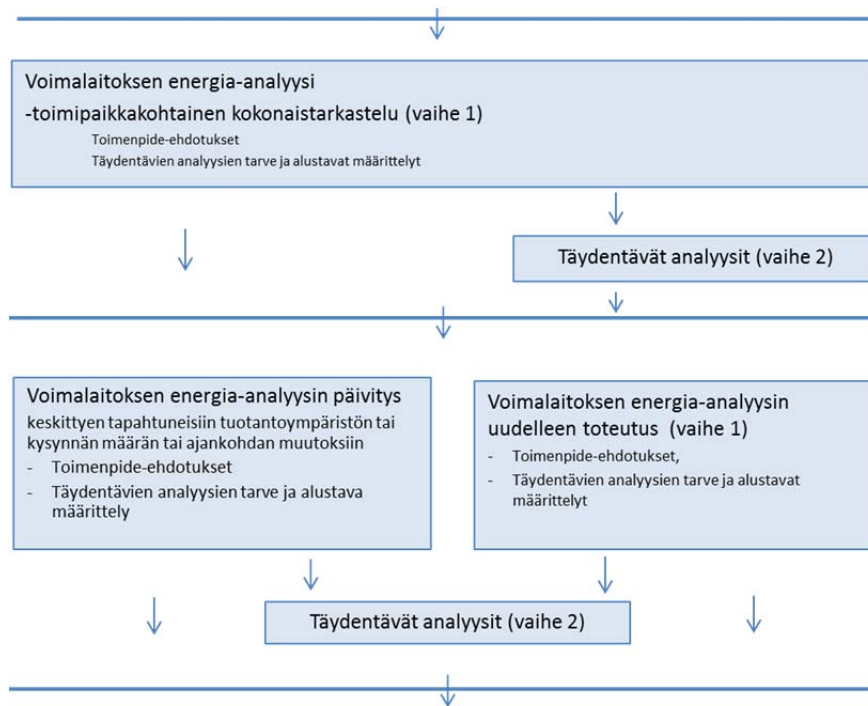 Voimalaitoksen energia-analyysi
-toimipaikkakohtainen kokonaistarkastelu (vaihe 1)
Toimenpide-ehdotukset
Täydentävien analyysien tarve ja alustavat määrittelyt
Täydentävät analyysit (vaihe 2)
Voimalaitoksen energia-analyysin päivitys
keskittyen tapahtuneisiin tuotantoympäristön tai
kysynnän määrän tai ajankohdan muutoksiin
- Toimenpide-ehdotukset
- Täydentävien analyysien tarve ja alustava
määrittely
Voimalaitoksen energia-analyysin
uudelleen toteutus (vaihe 1)
- Toimenpide-ehdotukset,
- Täydentävien analyysien tarve ja alustavat
määrittelyt
Täydentävät analyysit (vaihe 2)